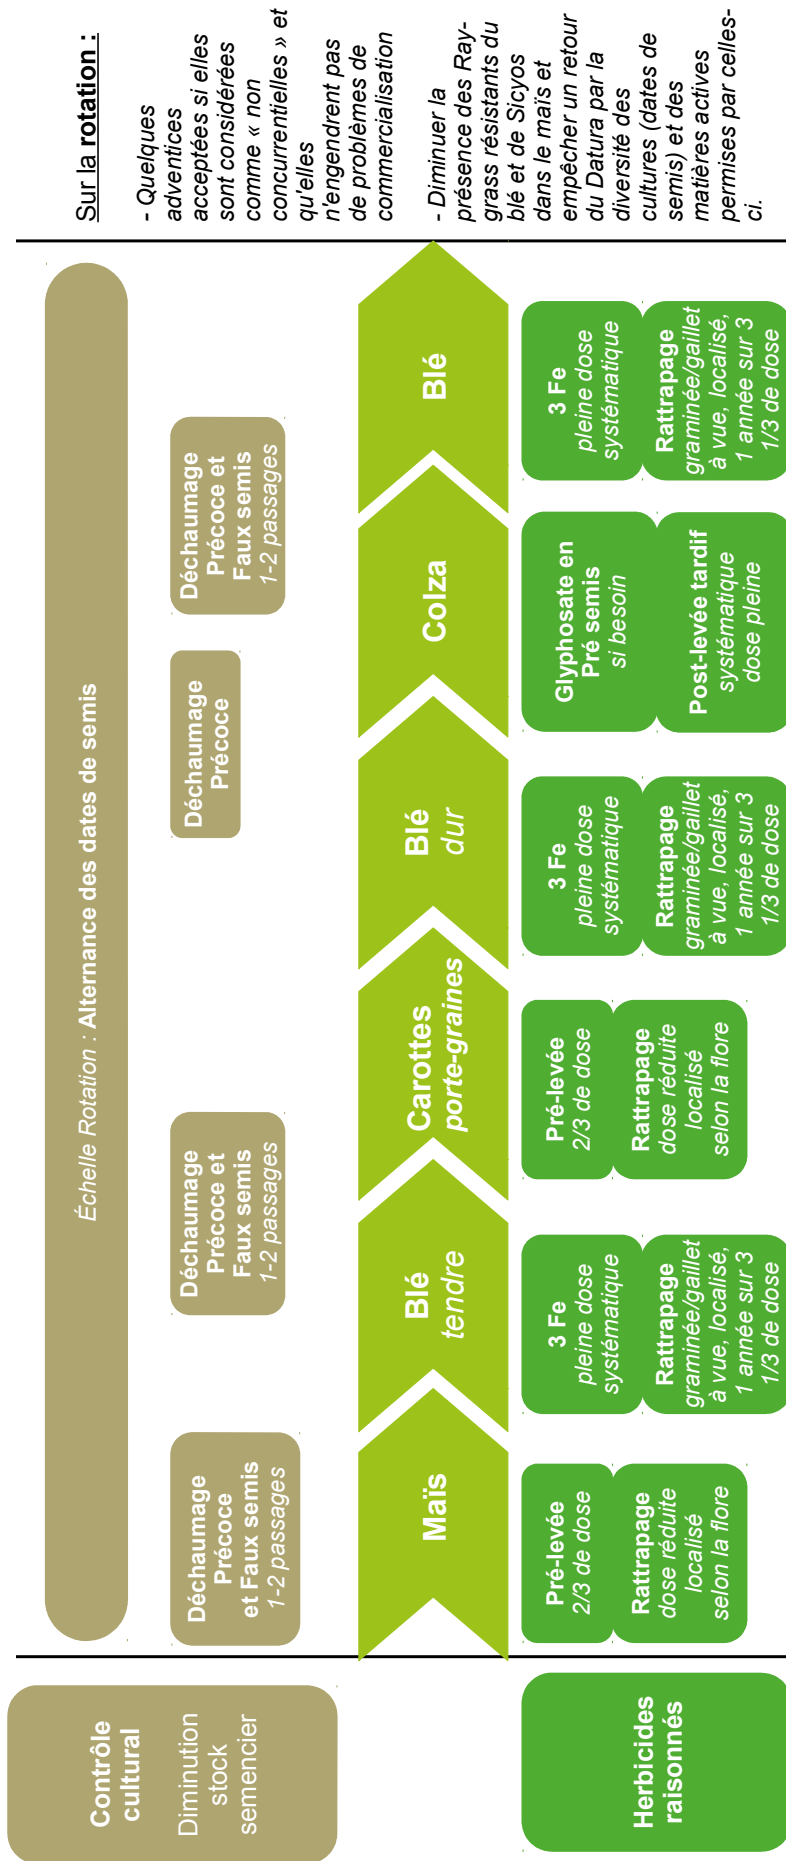 Contrôle
cultural
Diminution
stock
semencier
Échelle Rotation : Alternance des dates de semis
Déchaumage
Précoce
et Faux semis
1-2 passages
Déchaumage
Précoce et
Faux semis
1-2 passages
Déchaumage
Précoce
Déchaumage
Précoce et
Faux semis
1-2 passages
Maïs
Blé
tendre
Carottes
porte-graines
Blé
dur
Colza
Blé
Herbicides
raisonnés
Pré-levée
2/3 de dose
Rattrapage
dose réduite
localisé
selon la flore
3 Fe
pleine dose
systématique
Rattrapage
graminée/gaillet
à vue, localisé,
1 année sur 3
1/3 de dose
Pré-levée
2/3 de dose
Rattrapage
dose réduite
localisé
selon la flore
3 Fe
pleine dose
systématique
Rattrapage
graminée/gaillet
à vue, localisé,
1 année sur 3
1/3 de dose
Glyphosate en
Pré semis
si besoin
Post-levée tardif
systématique
dose pleine
3 Fe
pleine dose
systématique
Rattrapage
graminée/gaillet
à vue, localisé,
1 année sur 3
1/3 de dose
Sur la rotation :
- Quelques
adventices
acceptées si elles
sont considérées
comme « non
concurrentielles » et
qu'elles
n'engendrent pas
de problèmes de
commercialisation
- Diminuer la
présence des Ray-
grass résistants du
blé et de Sicyos
dans le maïs et
empêcher un retour
du Datura par la
diversité des
cultures (dates de
semis) et des
matières actives
permises par celles-
ci.